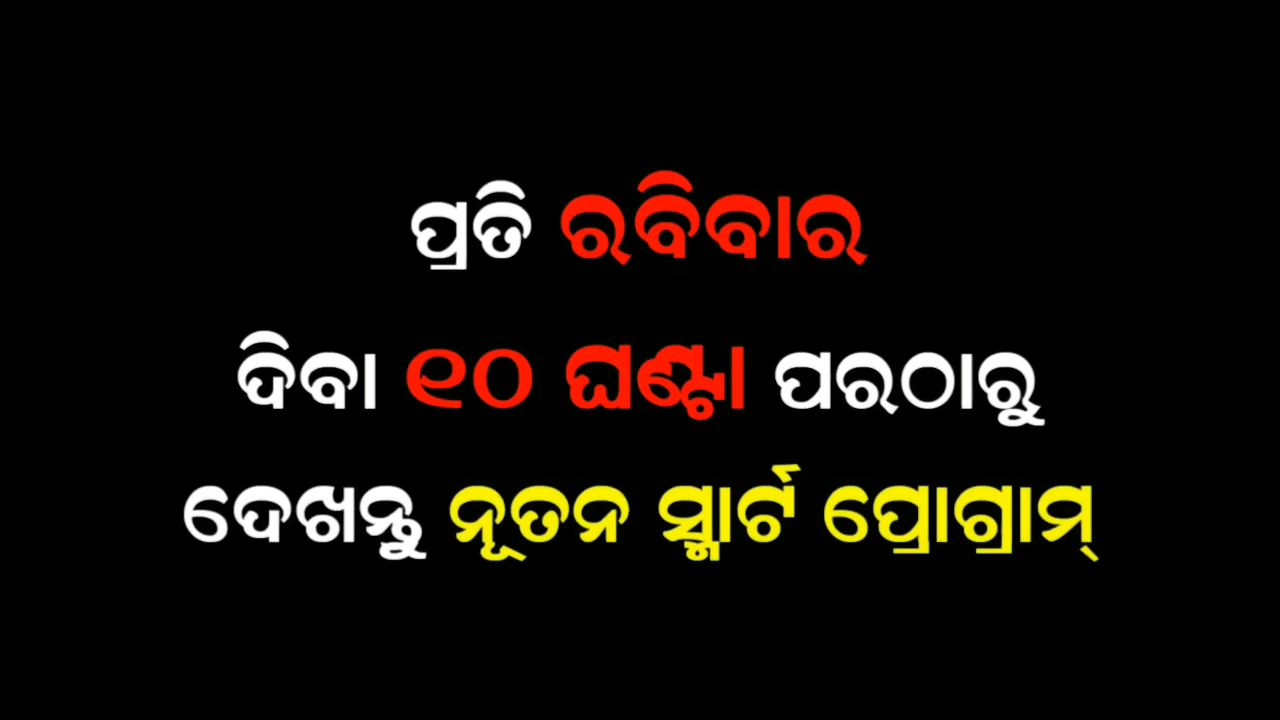 ପ୍ରତି ରବିବାର
ଦିବା ୧୦ ଘଣ୍ଟା ପରଠାରୁ
ଦେଖନ୍ତୁ ନୂତନ ସ୍ମାର୍ଟ ପ୍ରୋଗ୍ରାମ୍